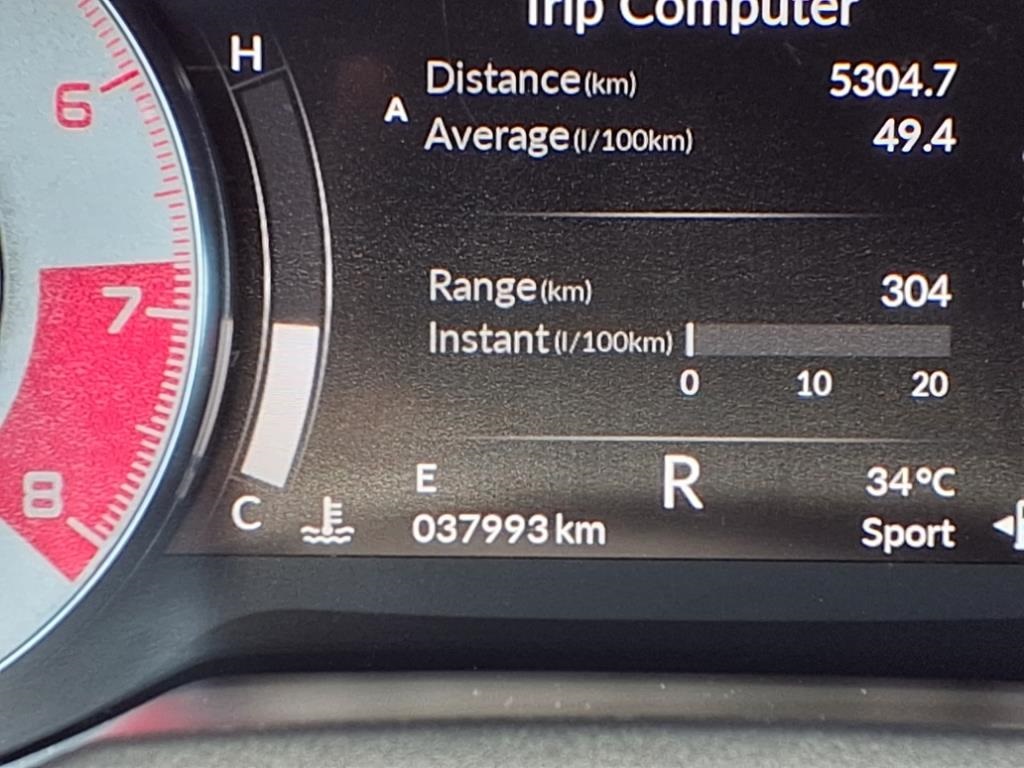 Trip Computer
H
Distance(km) 5304.7
A
Average(l/100km) 49.4
6
Range(km) 304
7
Instant(l/100km)
0 10 20
8
E R 34°C
C
037993 km Sport